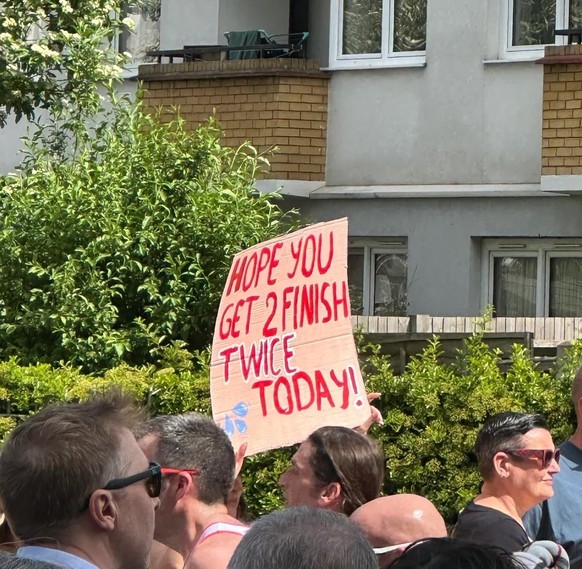 HOPE YOU
GET 2 FINISH
TWICE
TODAY!